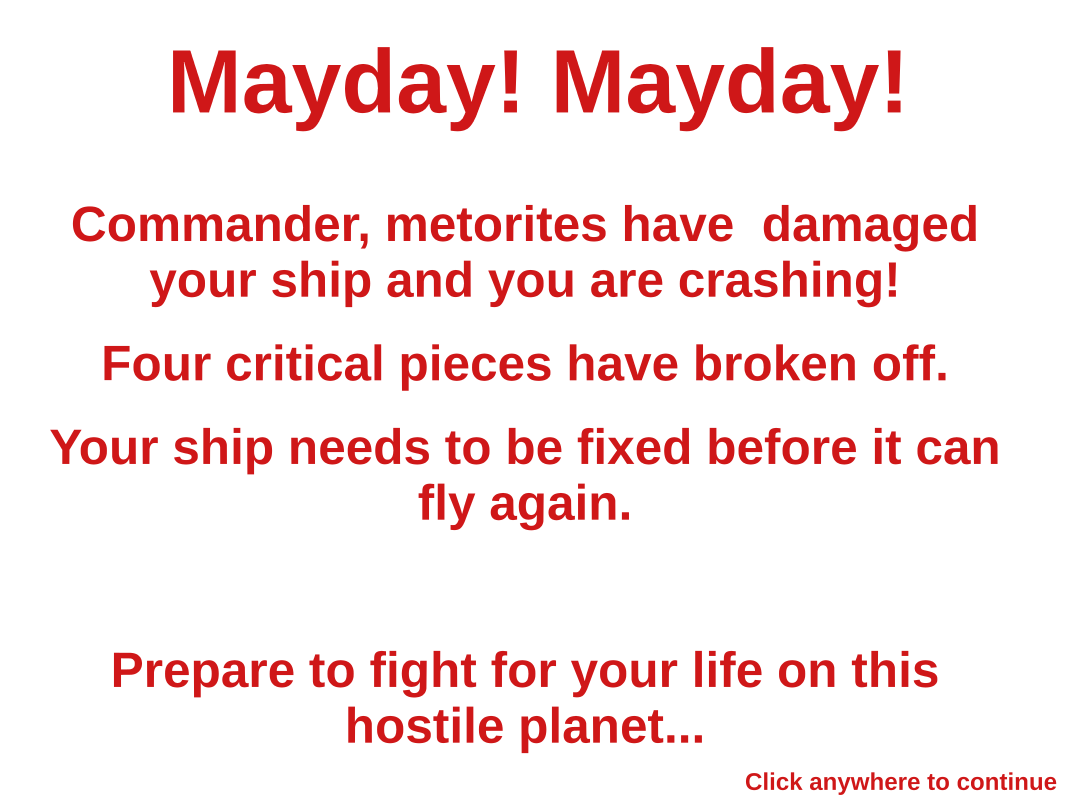 Mayday! Mayday!
Commander, metorites have  damaged
your ship and you are crashing!
Four critical pieces have broken off.
Your ship needs to be fixed before it can
fly again.
Prepare to fight for your life on this
hostile planet...
Click anywhere to continue